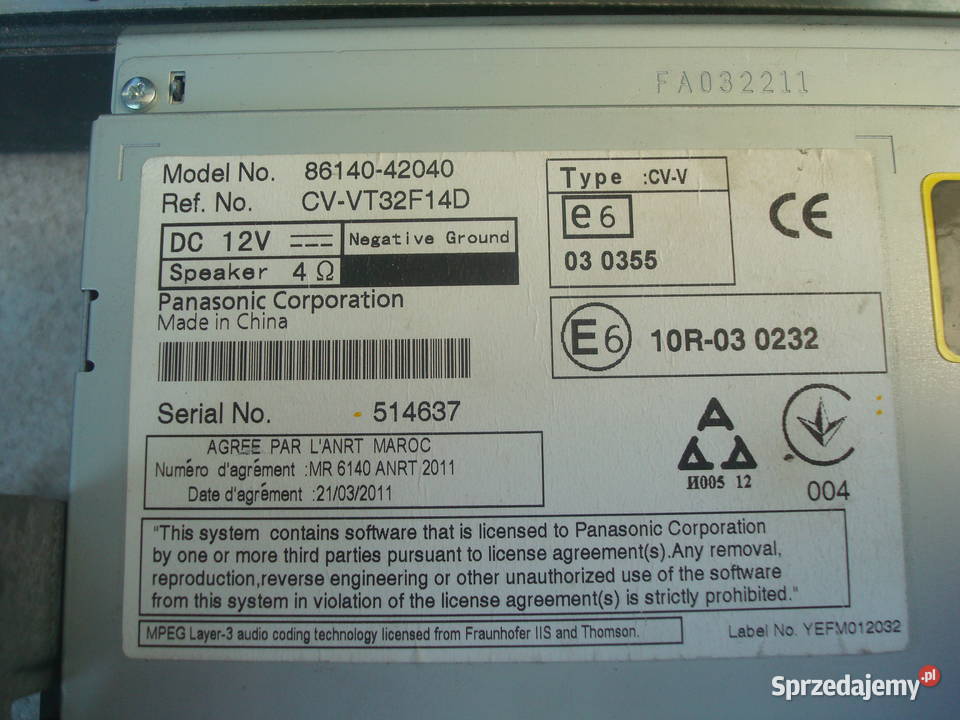 FA032211
Model No. 86140-42040
Ref. No. CV-VT32F14D
DC 12V
Negative Ground
Speaker 4 Ω
Panasonic Corporation
Made in China
Serial No. 514637
AGREE PAR L'ANRT MAROC
Numéro d'agrément :MR 6140 ANRT 2011
Date d'agrément :21/03/2011
Type :CV-V
e6
03 0355
CE
E6
10R-03 0232
И005 12
004
"This system contains software that is licensed to Panasonic Corporation
by one or more third parties pursuant to license agreement(s).Any removal,
reproduction,reverse engineering or other unauthorized use of the software
from this system in violation of the license agreement(s) is strictly prohibited."
MPEG Layer-3 audio coding technology licensed from Fraunhofer IIS and Thomson.
Label No. YEFM012032
Sprzedajemy.pl